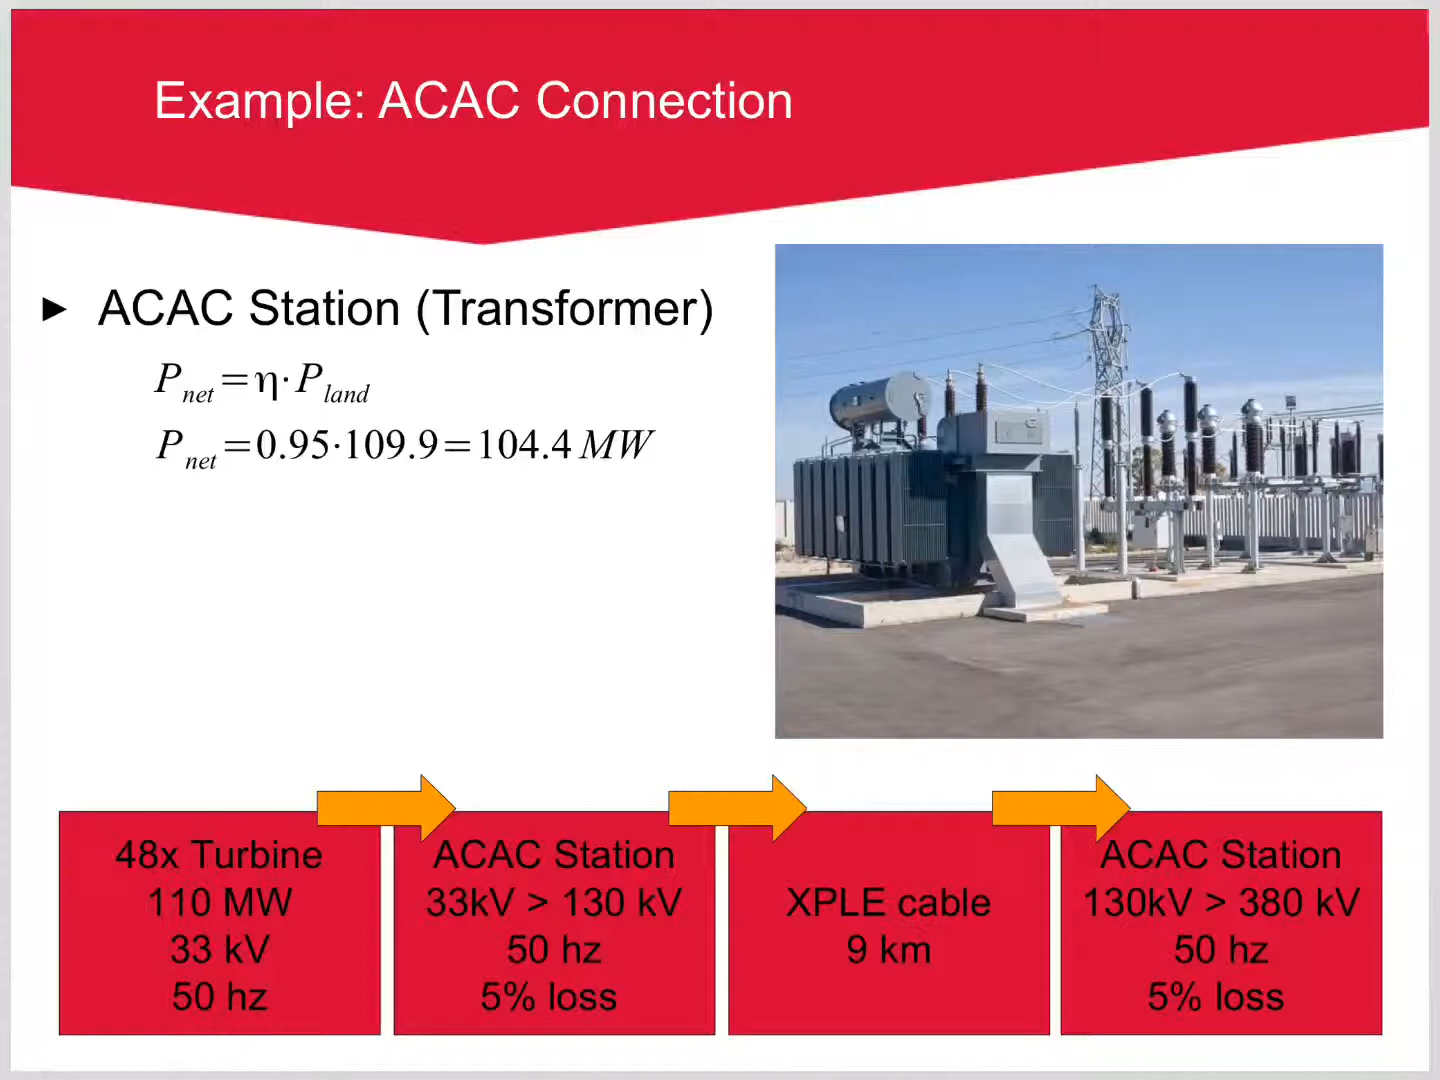 Example: ACAC Connection
► ACAC Station (Transformer)
P_net = η· P_land
P_net = 0.95·109.9 = 104.4 MW
48x Turbine
110 MW
33 kV
50 hz
ACAC Station
33kV > 130 kV
50 hz
5% loss
XPLE cable
9 km
ACAC Station
130kV > 380 kV
50 hz
5% loss